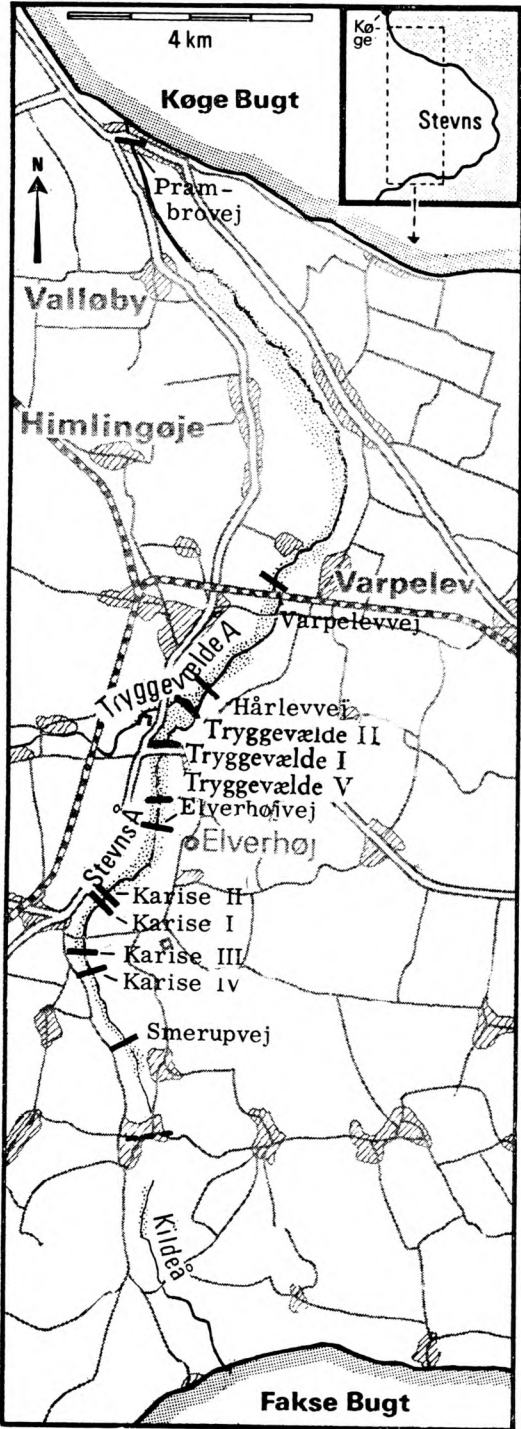 4 km
Køge Bugt
Kø-
ge
Stevns
N
Pram-
brovej
Valløby
Himlingøje
Varpelev
Varpelevvej
Tryggevælde Å
Hårlevvej
Tryggevælde II
Tryggevælde I
Tryggevælde V
Elverhøjvej
Elverhøj
Stevns Å
Karise II
Karise I
Karise III
Karise IV
Smerupvej
Kildeå
Fakse Bugt